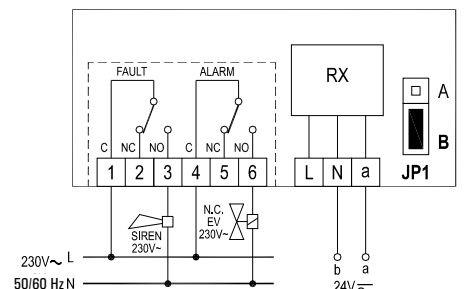 FAULT ALARM RX
A
B
C NC NO C NC NO
1 2 3 4 5 6 L N a JP1
SIREN
230V~
N.C.
EV
230V~
230V~ L
50/60 Hz N
b a
24V